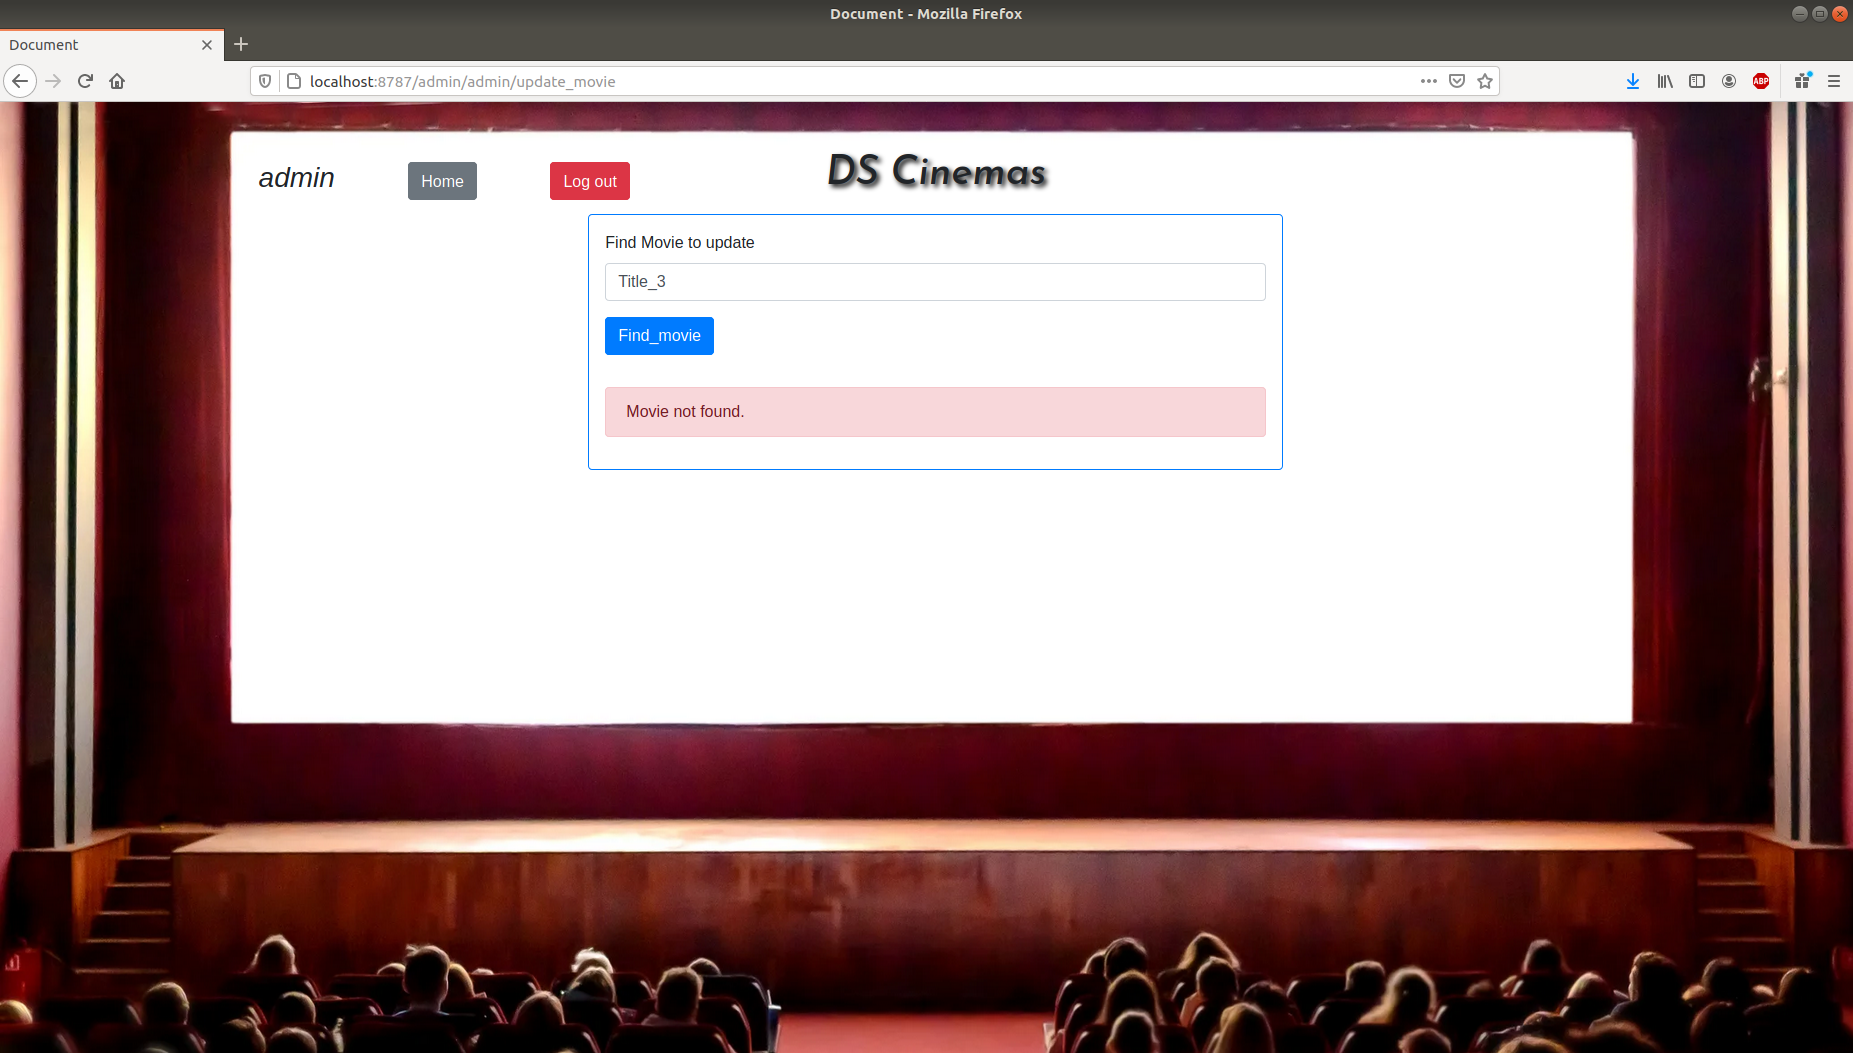 Document - Mozilla Firefox
Document
localhost:8787/admin/admin/update_movie
ABP
admin
Home
Log out
DS Cinemas
Find Movie to update
Title_3
Find_movie
Movie not found.